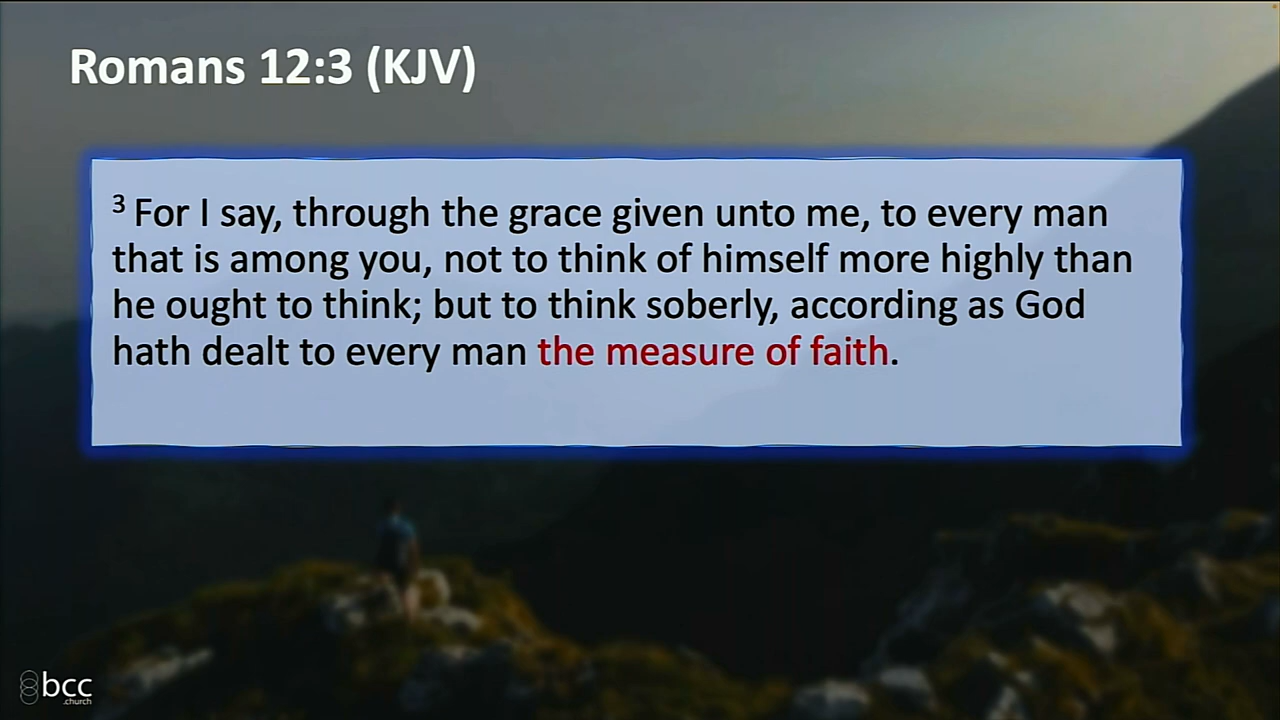 Romans 12:3 (KJV)
3 For I say, through the grace given unto me, to every man
that is among you, not to think of himself more highly than
he ought to think; but to think soberly, according as God
hath dealt to every man the measure of faith.
bcc
.church